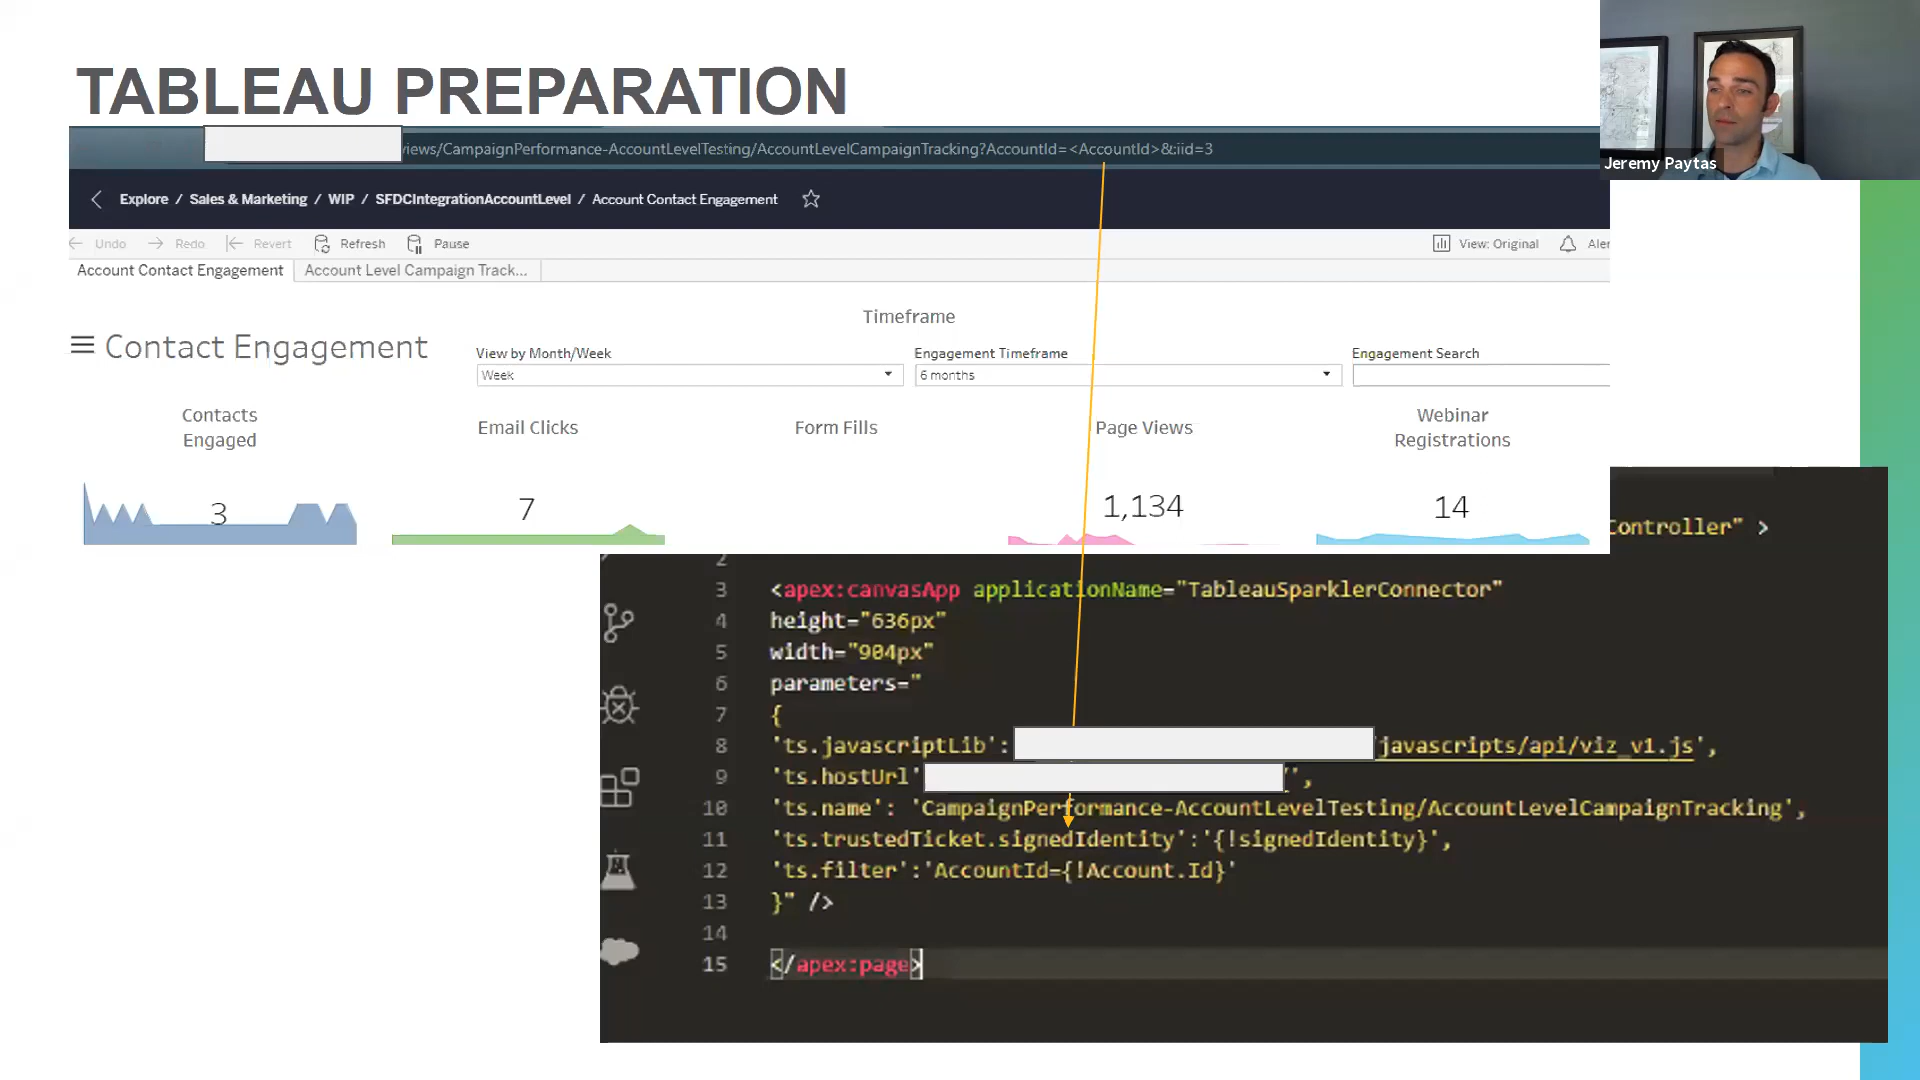 TABLEAU PREPARATION
Jeremy Paytas
iews/CampaignPerformance-AccountLevelTesting/AccountLevelCampaignTracking?AccountId=<AccountId>&:iid=3
Explore / Sales & Marketing / WIP / SFDCIntegrationAccountLevel / Account Contact Engagement
Undo Redo Revert Refresh Pause View: Original Aler
Account Contact Engagement Account Level Campaign Track...
Timeframe
Contact Engagement
View by Month/Week Engagement Timeframe Engagement Search
Week 6 months
Contacts
Engaged
Email Clicks
Form Fills
Page Views
Webinar
Registrations
3 7 1,134 14
Controller" >
2
3 <apex:canvasApp applicationName="TableauSparklerConnector"
4 height="636px"
5 width="904px"
6 parameters="
7 {
8 'ts.javascriptLib': javascripts/api/viz_v1.js',
9 'ts.hostUrl' /',
10 'ts.name': 'CampaignPerformance-AccountLevelTesting/AccountLevelCampaignTracking',
11 'ts.trustedTicket.signedIdentity':'{!signedIdentity}',
12 'ts.filter':'AccountId={!Account.Id}'
13 }" />
14
15 </apex:page>